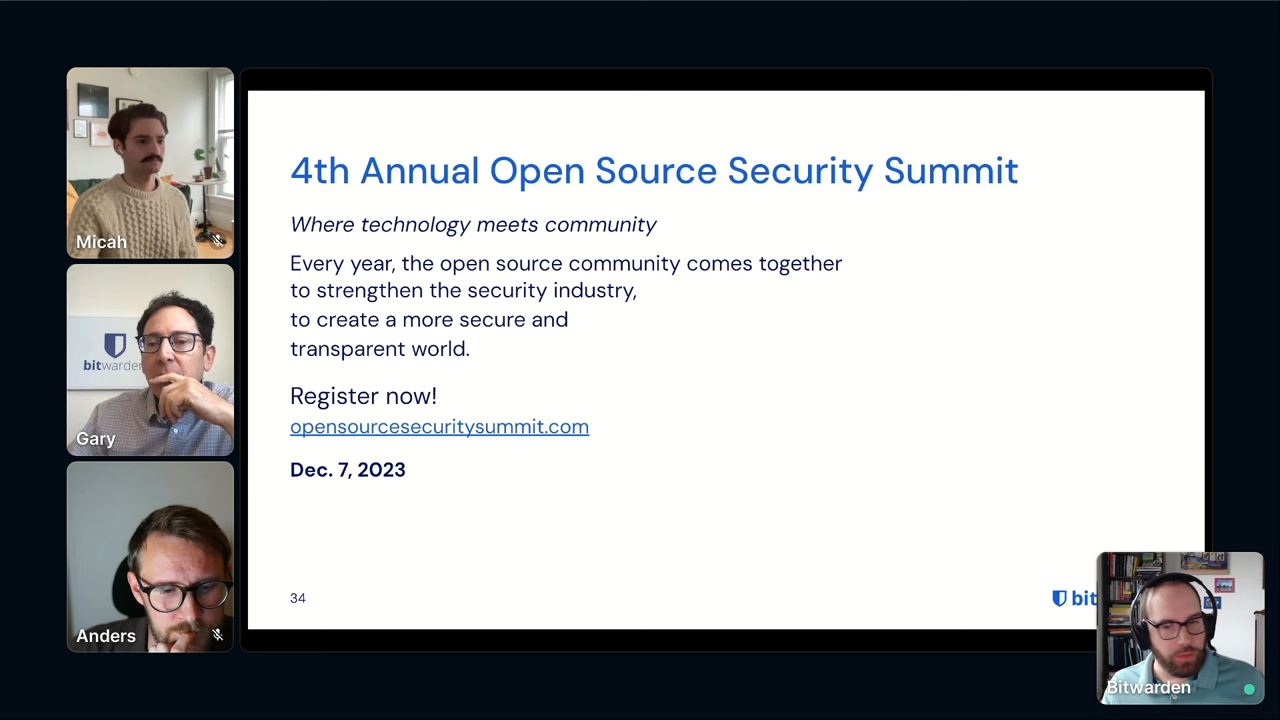 Micah
bitwarden
Gary
Anders
4th Annual Open Source Security Summit
Where technology meets community
Every year, the open source community comes together
to strengthen the security industry,
to create a more secure and
transparent world.
Register now!
opensourcesecuritysummit.com
Dec. 7, 2023
34
bit
Bitwarden